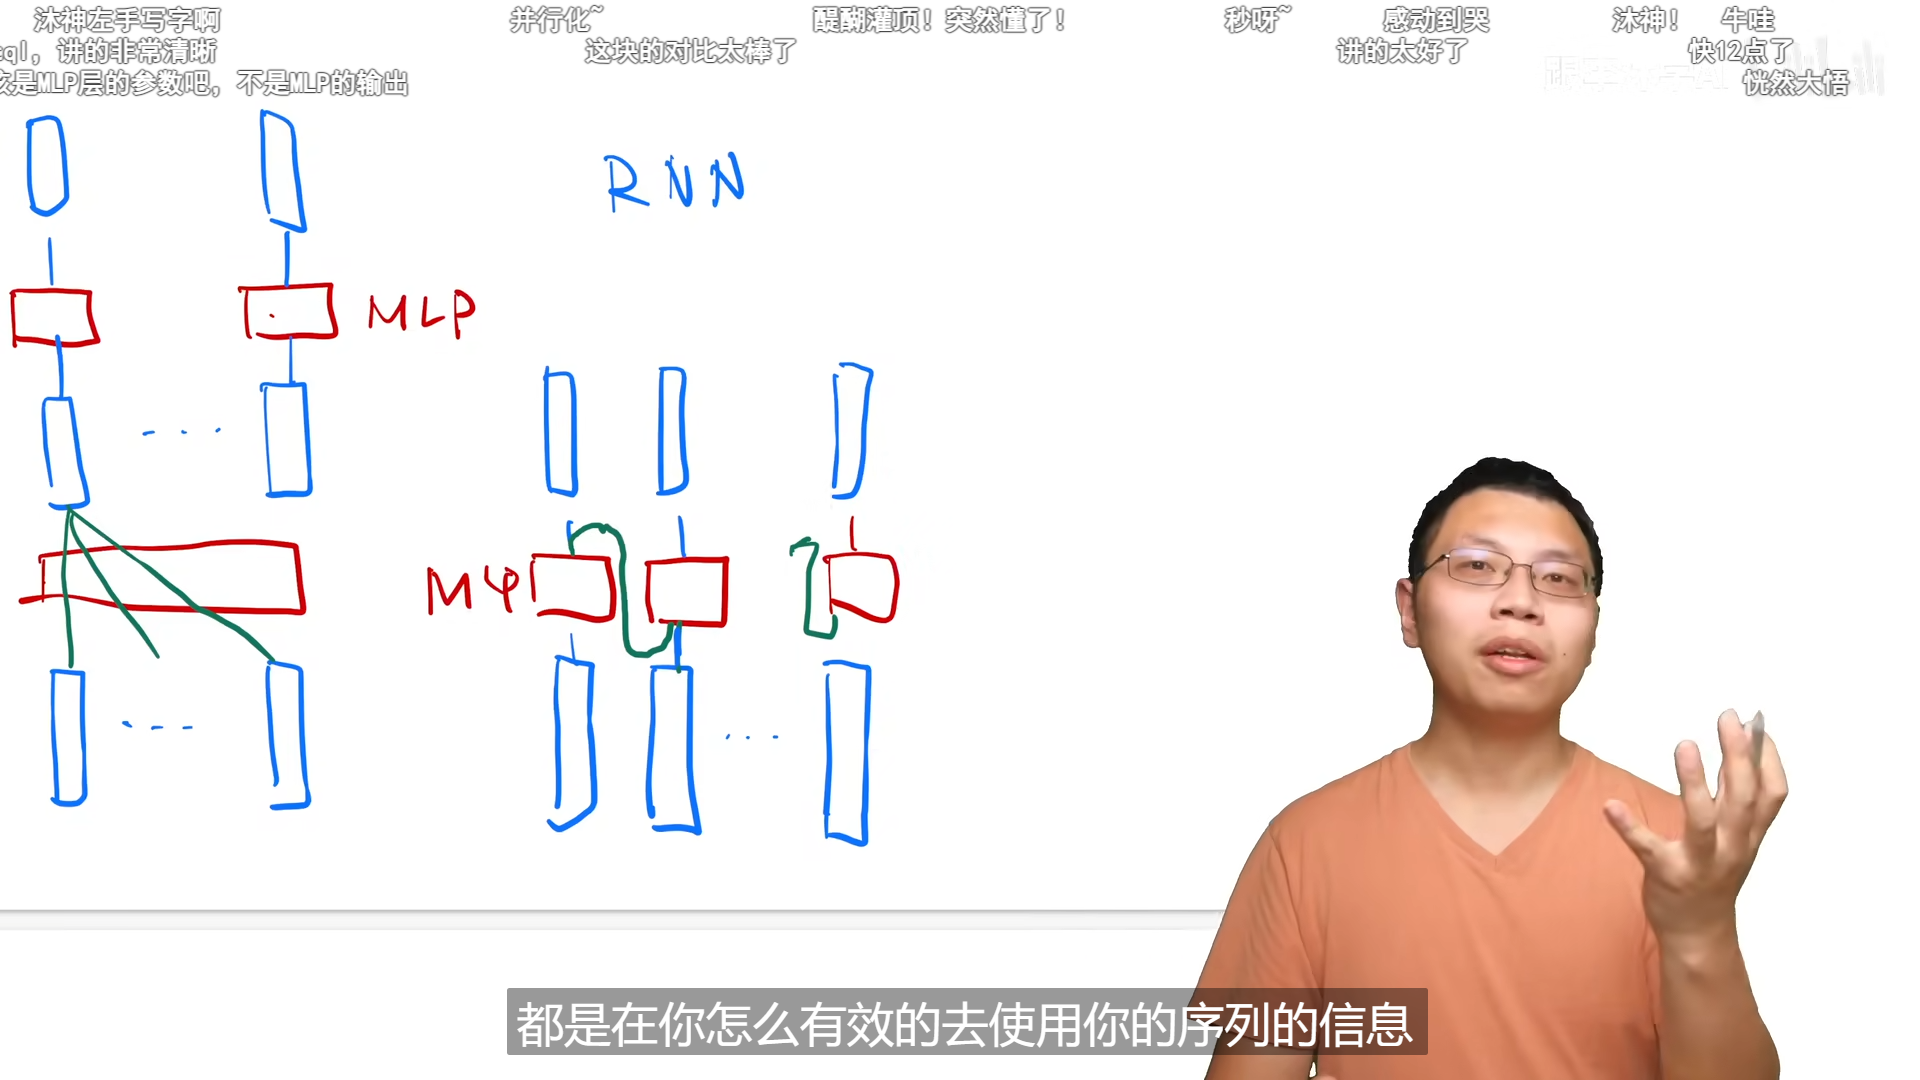 沐神左手写字啊 并行化~ 醍醐灌顶！突然懂了！ 秒呀~ 感动到哭 沐神！ 牛哇
cql，讲的非常清晰 这块的对比太棒了 讲的太好了 快12点了
该是MLP层的参数吧，不是MLP的输出 恍然大悟
RNN
MLP
MLP
都是在你怎么有效的去使用你的序列的信息